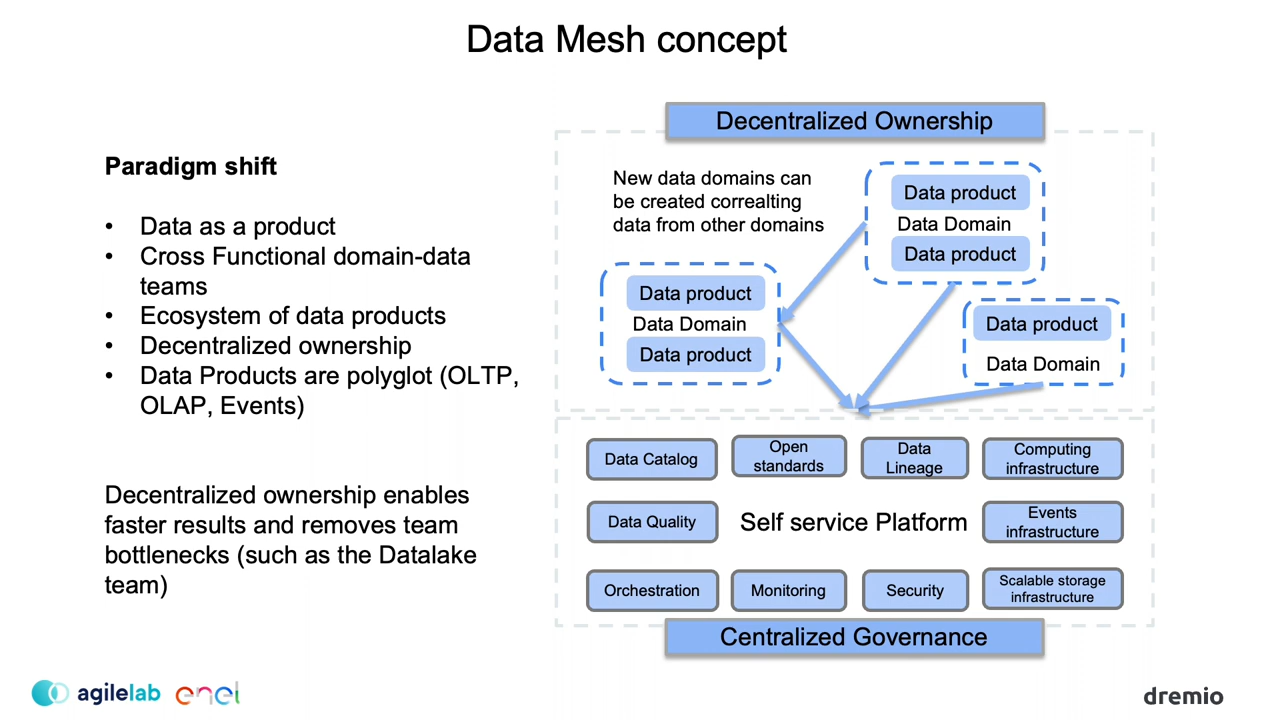 Data Mesh concept
Paradigm shift
• Data as a product
• Cross Functional domain-data
teams
• Ecosystem of data products
• Decentralized ownership
• Data Products are polyglot (OLTP,
OLAP, Events)
Decentralized ownership enables
faster results and removes team
bottlenecks (such as the Datalake
team)
Decentralized Ownership
New data domains can
be created correalting
data from other domains
Data product
Data Domain
Data product
Data product
Data Domain
Data product
Data product
Data Domain
Data Catalog
Open
standards
Data
Lineage
Computing
infrastructure
Data Quality
Self service Platform
Events
infrastructure
Orchestration
Monitoring
Security
Scalable storage
infrastructure
Centralized Governance
agilelab
enel
dremio